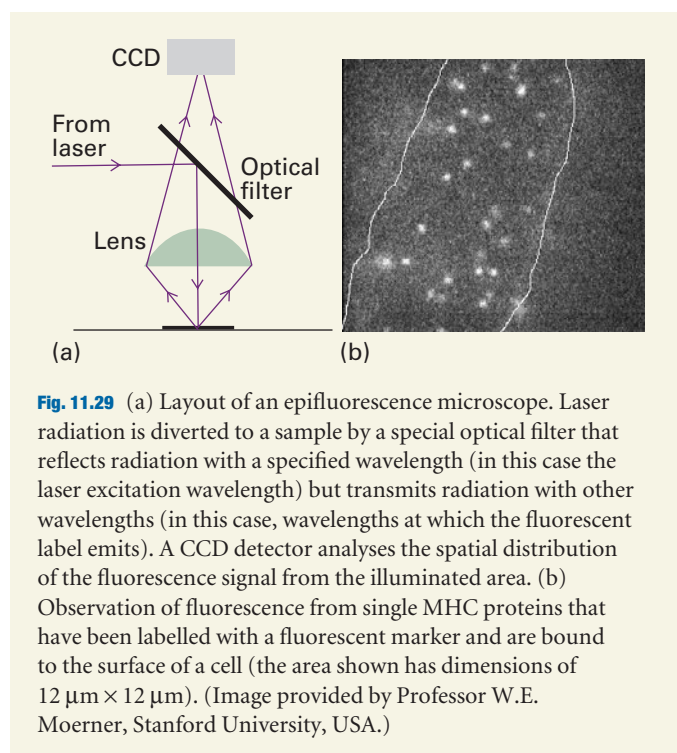 CCD
From
laser
Optical
filter
Lens
(a)
(b)
Fig. 11.29 (a) Layout of an epifluorescence microscope. Laser
radiation is diverted to a sample by a special optical filter that
reflects radiation with a specified wavelength (in this case the
laser excitation wavelength) but transmits radiation with other
wavelengths (in this case, wavelengths at which the fluorescent
label emits). A CCD detector analyses the spatial distribution
of the fluorescence signal from the illuminated area. (b)
Observation of fluorescence from single MHC proteins that
have been labelled with a fluorescent marker and are bound
to the surface of a cell (the area shown has dimensions of
12 μm × 12 μm). (Image provided by Professor W.E.
Moerner, Stanford University, USA.)